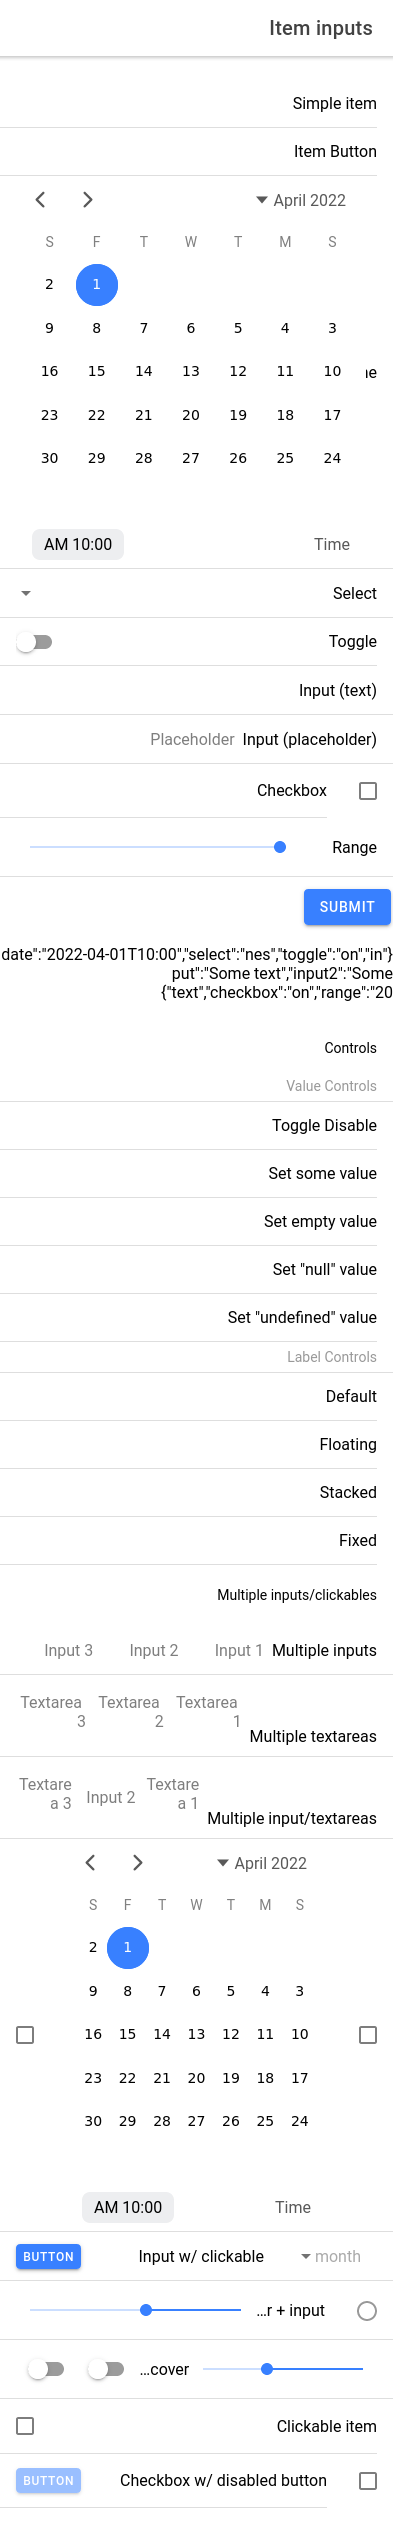 Item inputs
Simple item
Item Button
April 2022
S M T W T F S
1 2
3 4 5 6 7 8 9
10 11 12 13 14 15 16
17 18 19 20 21 22 23
24 25 26 27 28 29 30
Time AM 10:00
Select
Toggle
Input (text)
Input (placeholder) Placeholder
Checkbox
Range
SUBMIT
date":"2022-04-01T10:00","select":"nes","toggle":"on","in"}
put":"Some text","input2":"Some
{"text","checkbox":"on","range":"20
Controls
Value Controls
Toggle Disable
Set some value
Set empty value
Set "null" value
Set "undefined" value
Label Controls
Default
Floating
Stacked
Fixed
Multiple inputs/clickables
Multiple inputs Input 1 Input 2 Input 3
Textarea 1 Textarea 2 Textarea 3
Multiple textareas
Textarea 1 Input 2 Textarea 3
Multiple input/textareas
April 2022
S M T W T F S
1 2
3 4 5 6 7 8 9
10 11 12 13 14 15 16
17 18 19 20 21 22 23
24 25 26 27 28 29 30
Time AM 10:00
month Input w/ clickable BUTTON
…r + input
…cover
Clickable item
Checkbox w/ disabled button BUTTON